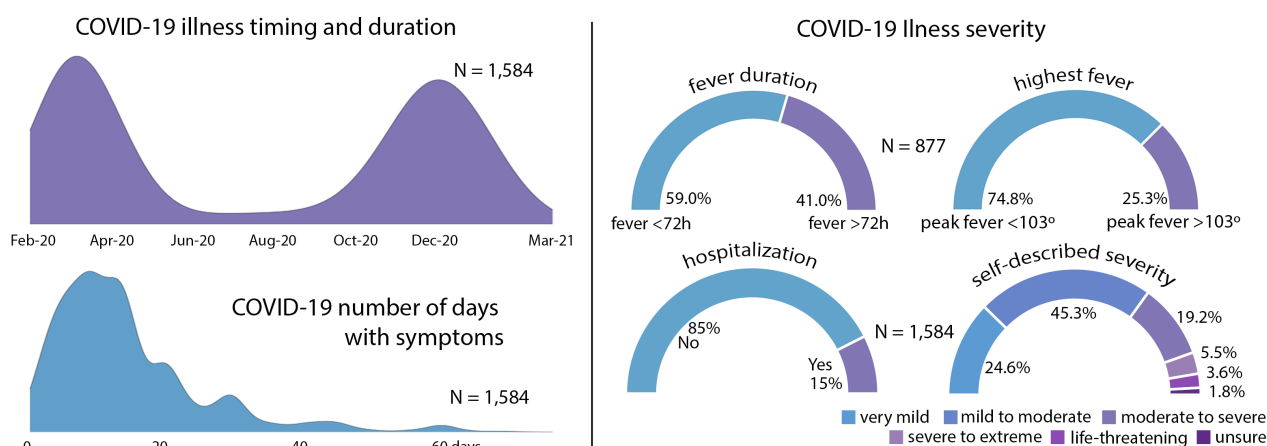 COVID-19 illness timing and duration
N = 1,584
Feb-20 Apr-20 Jun-20 Aug-20 Oct-20 Dec-20 Mar-21
COVID-19 number of days
with symptoms
N = 1,584
0 20 40 60 days
COVID-19 Ilness severity
fever duration
59.0%
41.0%
fever <72h
fever >72h
N = 877
highest fever
74.8%
25.3%
peak fever <103º
peak fever >103º
hospitalization
85%
No
Yes
15%
N = 1,584
self-described severity
24.6%
45.3%
19.2%
5.5%
3.6%
1.8%
very mild mild to moderate moderate to severe
severe to extreme life-threatening unsure